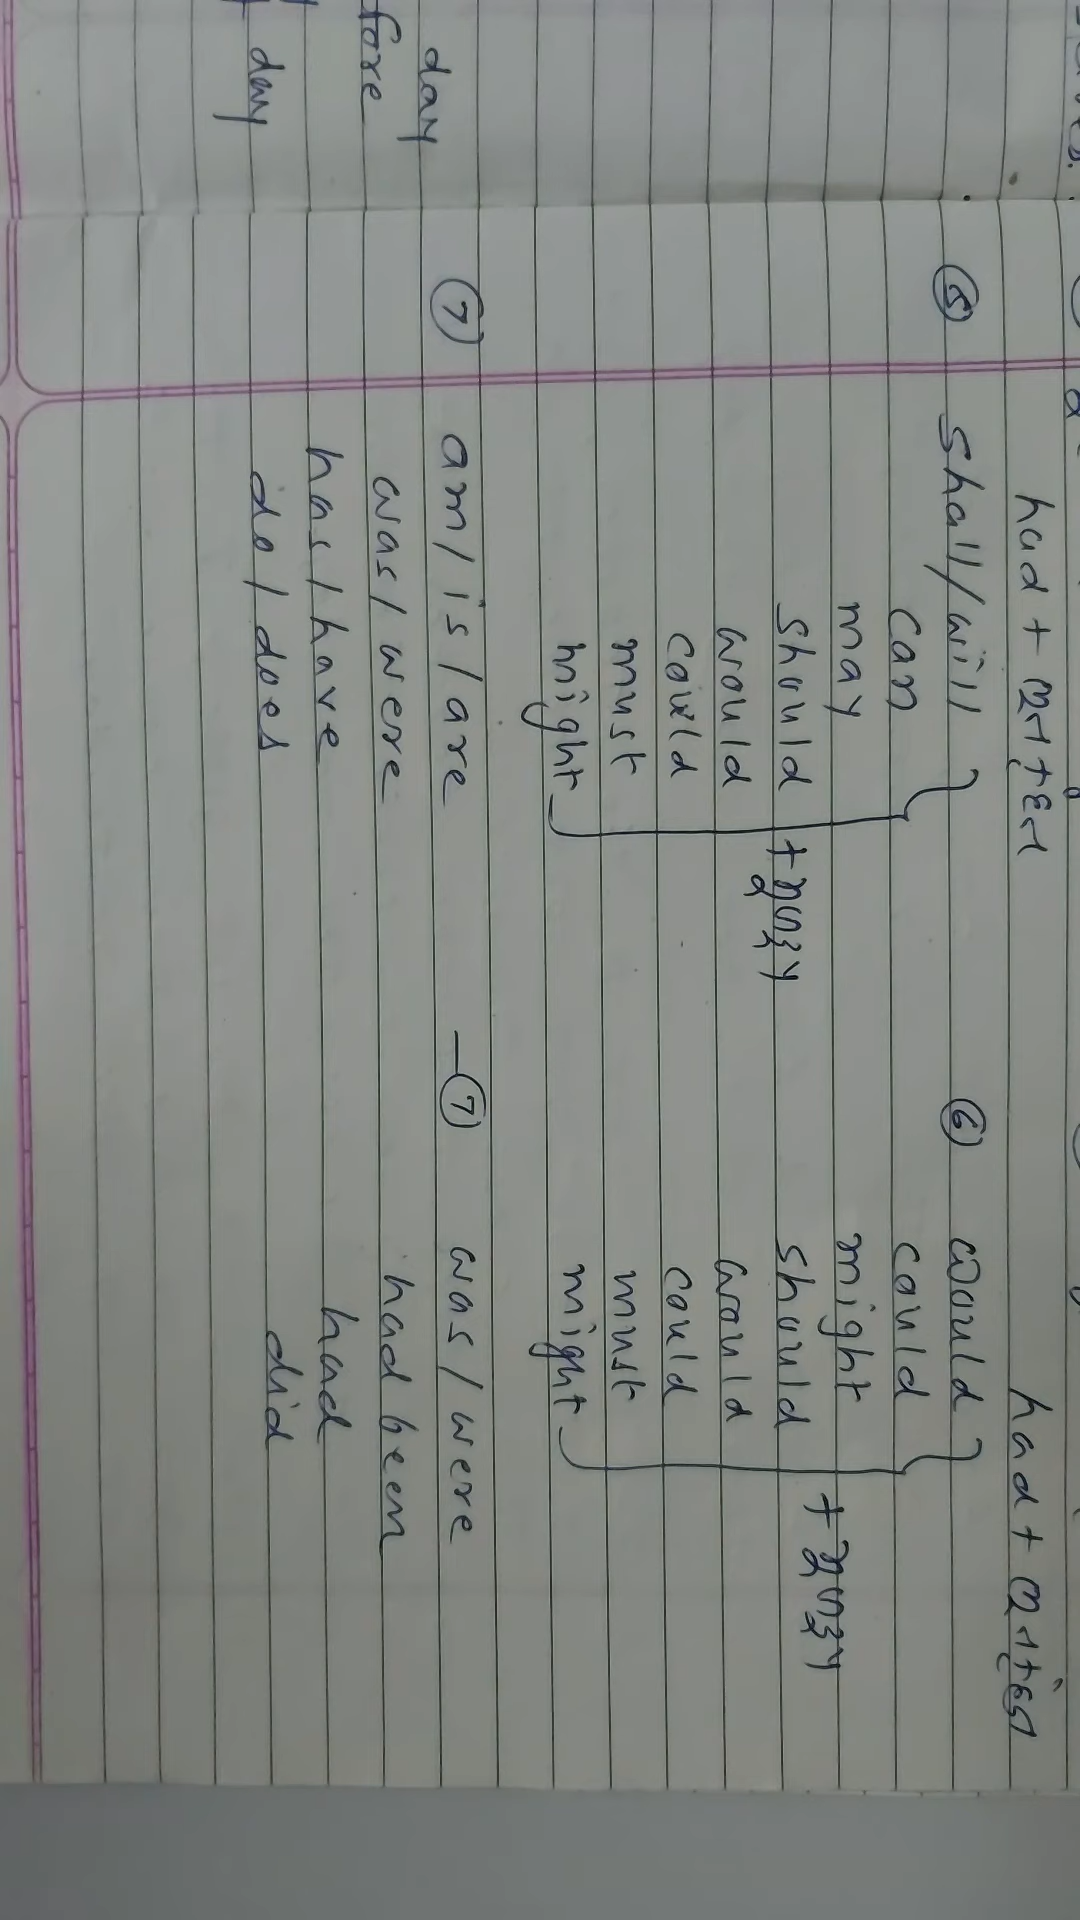 had +          had +
⑤ Shall/will          ⑥ would
can          could
may          might
should +          should +
would          would
could          could
must          must
might          might
day ⑦ am/is/are — ⑦ was/were
fore was/were          had been
has/have          had
day do/does          did